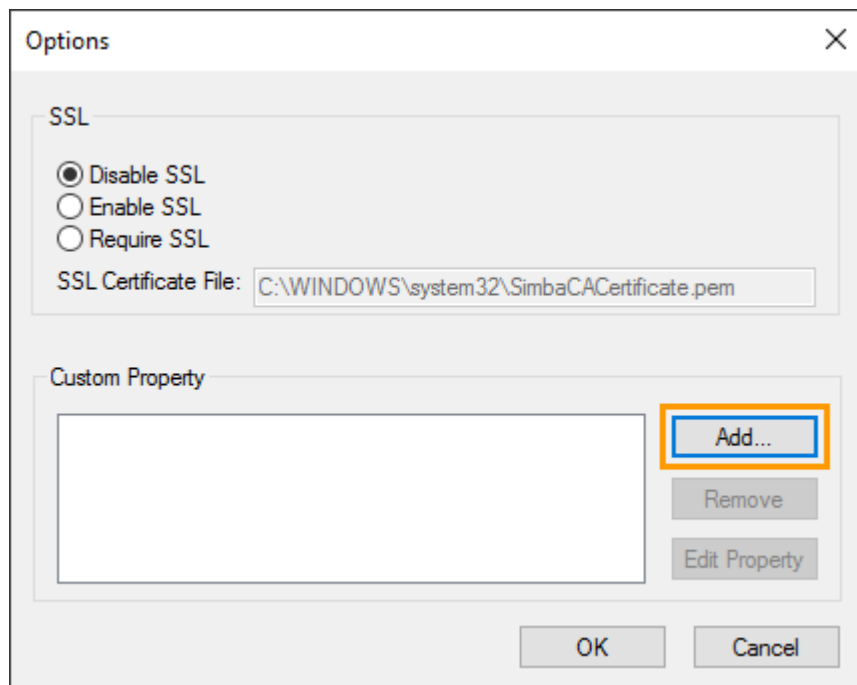 Options
SSL
Disable SSL
Enable SSL
Require SSL
SSL Certificate File: C:\WINDOWS\system32\SimbaCACertificate.pem
Custom Property
Add...
Remove
Edit Property
OK Cancel